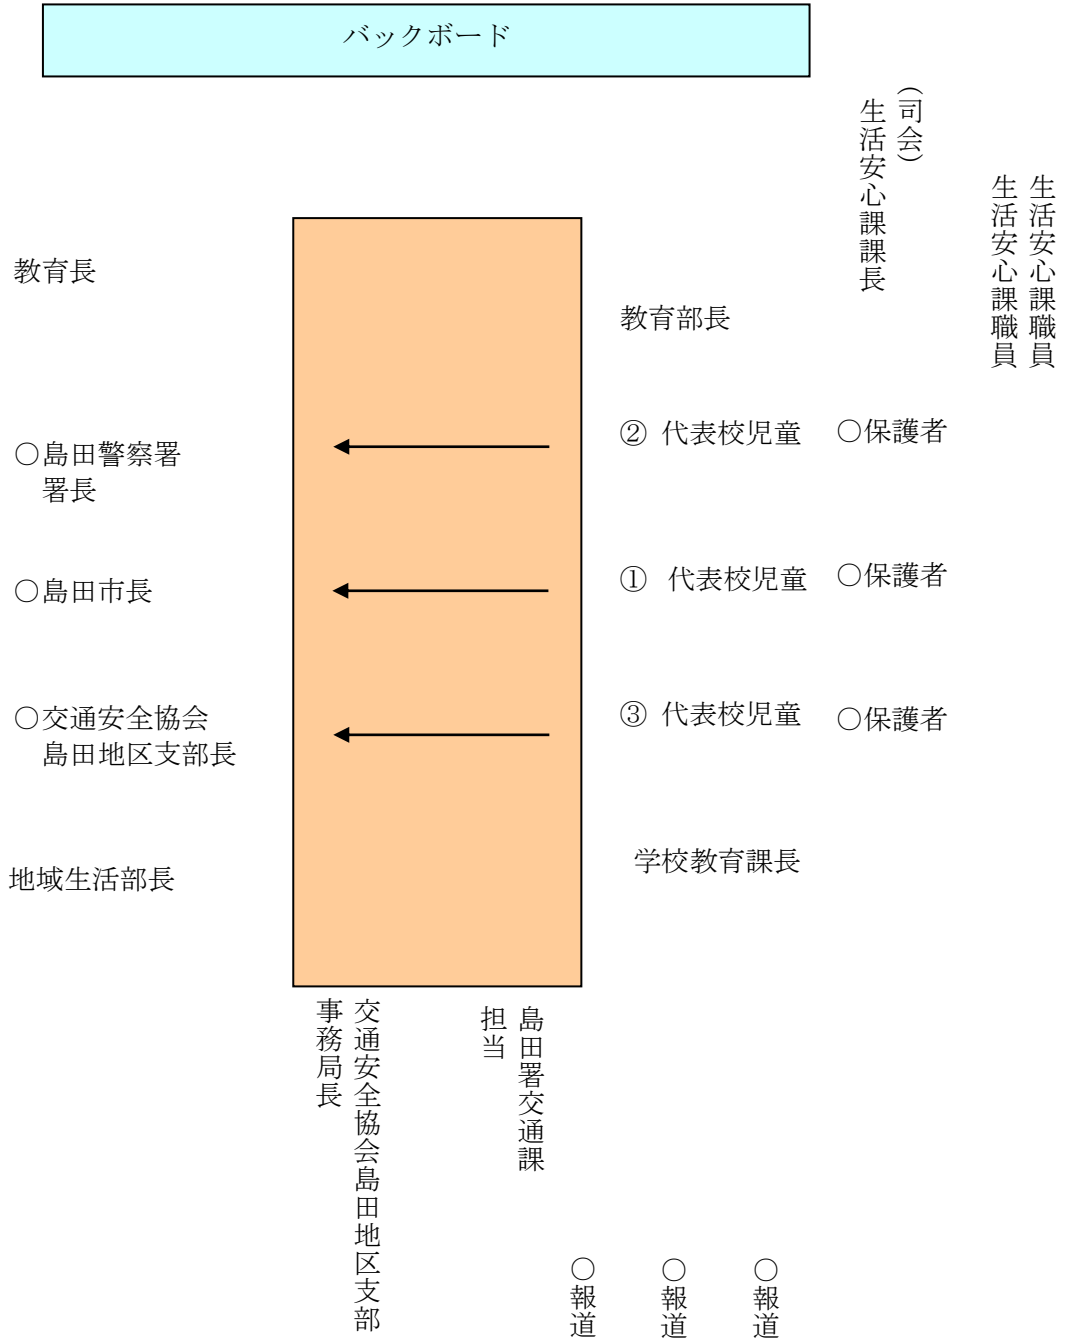 バックボード
(司会)
生活安心課課長
生活安心課職員
生活安心課職員
教育長
教育部長
○島田警察署
署長
② 代表校児童
○保護者
○島田市長
① 代表校児童
○保護者
○交通安全協会
島田地区支部長
③ 代表校児童
○保護者
地域生活部長
学校教育課長
交通安全協会島田地区支部
事務局長
島田署交通課
担当
○報道
○報道
○報道